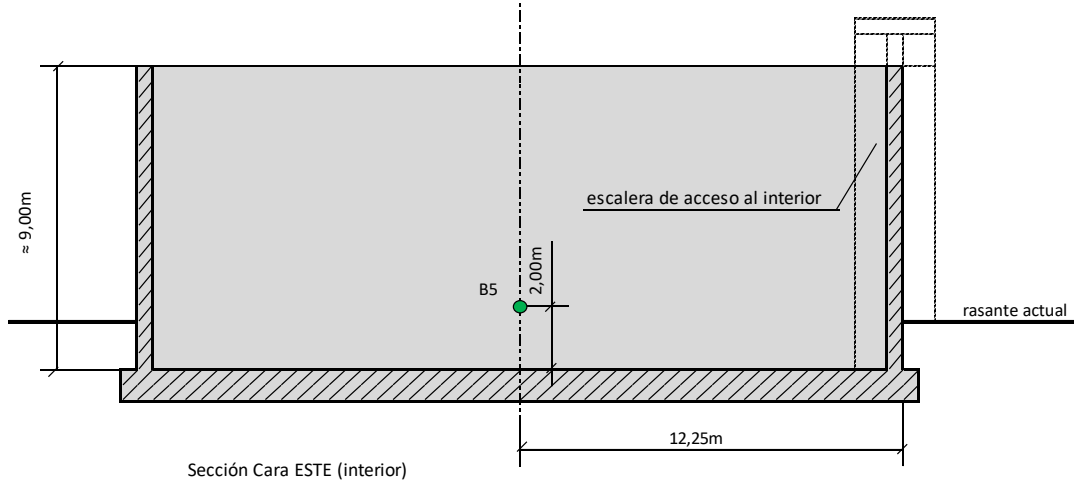 escalera de acceso al interior
≈ 9,00m
2,00m
B5
rasante actual
12,25m
Sección Cara ESTE (interior)